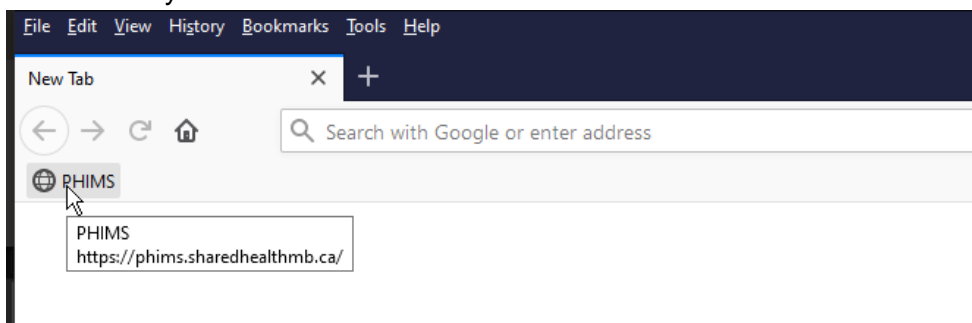 File Edit View History Bookmarks Tools Help
New Tab
Search with Google or enter address
PHIMS
PHIMS
https://phims.sharedhealthmb.ca/